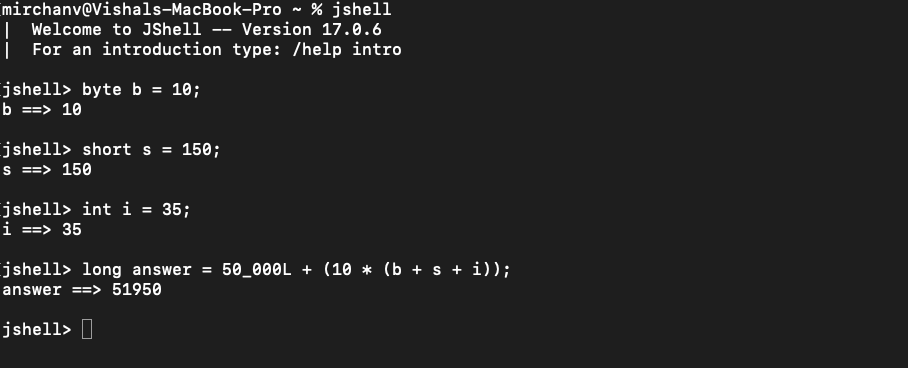 mirchanv@Vishals-MacBook-Pro ~ % jshell
|  Welcome to JShell -- Version 17.0.6
|  For an introduction type: /help intro
jshell> byte b = 10;
b ==> 10
jshell> short s = 150;
s ==> 150
jshell> int i = 35;
i ==> 35
jshell> long answer = 50_000L + (10 * (b + s + i));
answer ==> 51950
jshell>